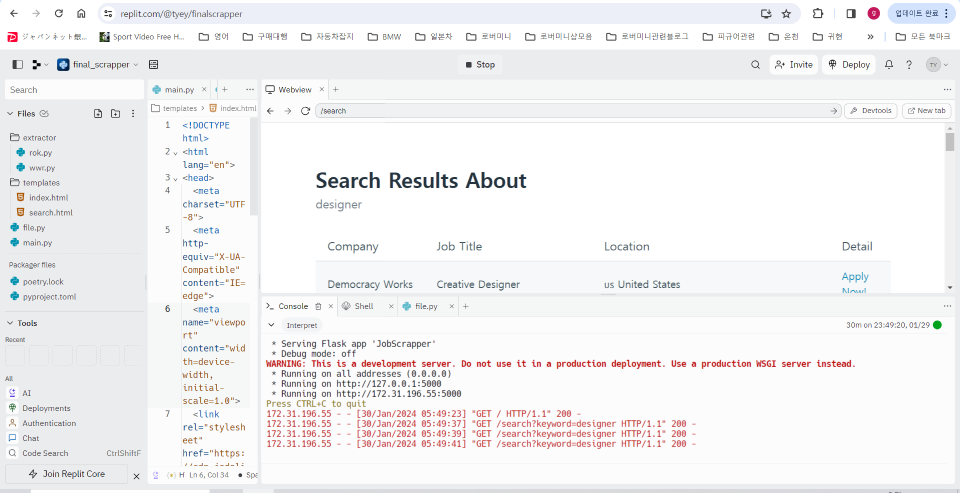 replit.com/@tyey/finalscrapper
업데이트 완료
ジャパンネット銀...
Sport Video Free H...
영어
구매대행
자동차잡지
BMW
일본차
로버미니
로버미니샵모음
로버미니관련블로그
피규어관련
온천
귀현
»
모든 북마크
final_scrapper
Stop
Invite
Deploy
TY
Search
Files
extractor
rok.py
wwr.py
templates
index.html
search.html
file.py
main.py
Packager files
poetry.lock
pyproject.toml
Tools
Recent
All
AI
Deployments
Authentication
Chat
Code Search
CtrlShiftF
Join Replit Core
main.py
templates > index.html
1 <!DOCTYPE
html>
2 <html
lang="en">
3 <head>
4 <meta
charset="UTF
-8">
5 <meta
http-
equiv="X-UA-
Compatible"
content="IE=
edge">
6 <meta
name="viewpo
rt"
content="wid
th=device-
width,
initial-
scale=1.0">
7 <link
rel="stylesh
eet"
href="https:
H Ln 6, Col 34 Spa
Webview
/search
Devtools
New tab
Search Results About
designer
Company Job Title Location Detail
Democracy Works Creative Designer us United States Apply
Now!
Console
Shell
file.py
Interpret
30m on 23:49:20, 01/29
* Serving Flask app 'JobScrapper'
* Debug mode: off
WARNING: This is a development server. Do not use it in a production deployment. Use a production WSGI server instead.
* Running on all addresses (0.0.0.0)
* Running on http://127.0.0.1:5000
* Running on http://172.31.196.55:5000
Press CTRL+C to quit
172.31.196.55 - - [30/Jan/2024 05:49:23] "GET / HTTP/1.1" 200 -
172.31.196.55 - - [30/Jan/2024 05:49:37] "GET /search?keyword=designer HTTP/1.1" 200 -
172.31.196.55 - - [30/Jan/2024 05:49:39] "GET /search?keyword=designer HTTP/1.1" 200 -
172.31.196.55 - - [30/Jan/2024 05:49:41] "GET /search?keyword=designer HTTP/1.1" 200 -